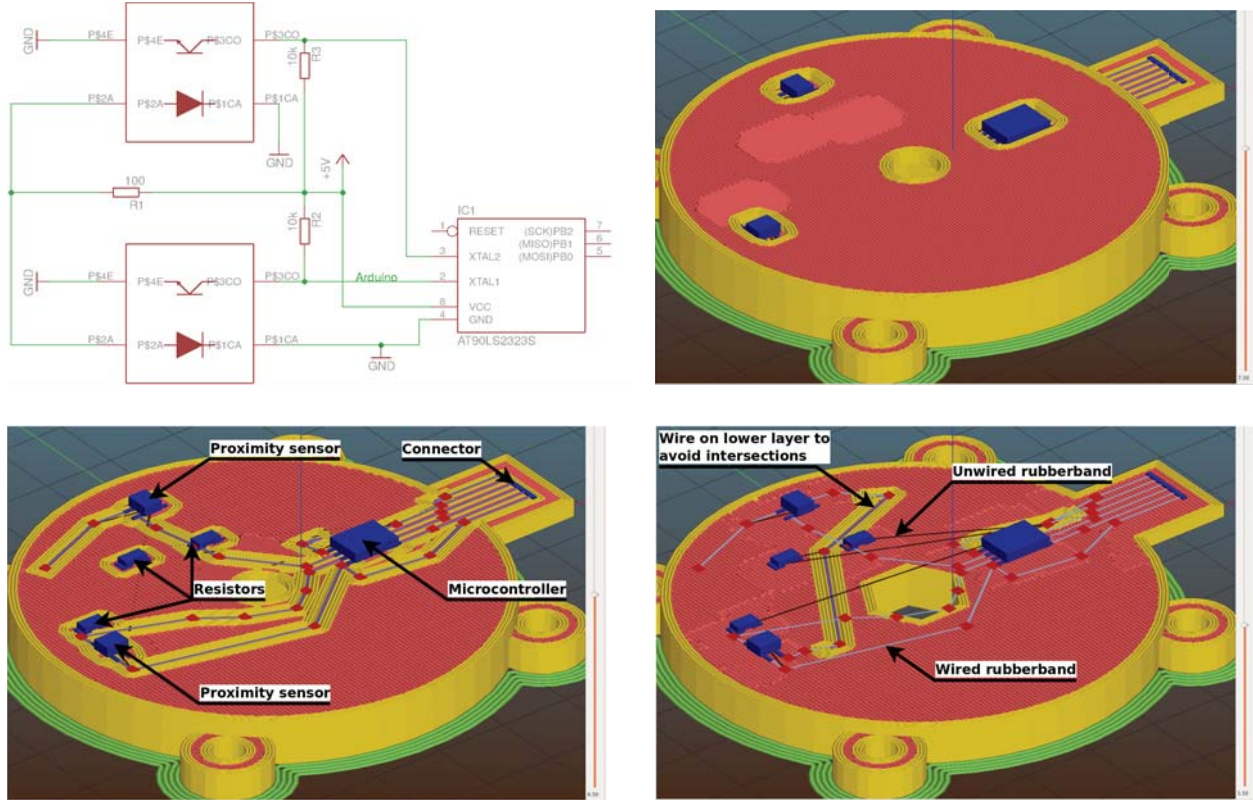 GND
P$4E
P$4E
P$3CO
P$3CO
10k
R3
P$2A
P$2A
P$1CA
P$1CA
GND
+5V
100
R1
10k
R2
IC1
1
RESET
(SCK)PB2
7
(MISO)PB1
6
3
XTAL2
(MOSI)PB0
5
GND
P$4E
P$4E
P$3CO
P$3CO
Arduino
2
XTAL1
8
VCC
4
GND
P$2A
P$2A
P$1CA
P$1CA
GND
AT90LS2323S
Proximity sensor
Connector
Resistors
Microcontroller
Proximity sensor
Wire on lower layer to
avoid intersections
Unwired rubberband
Wired rubberband